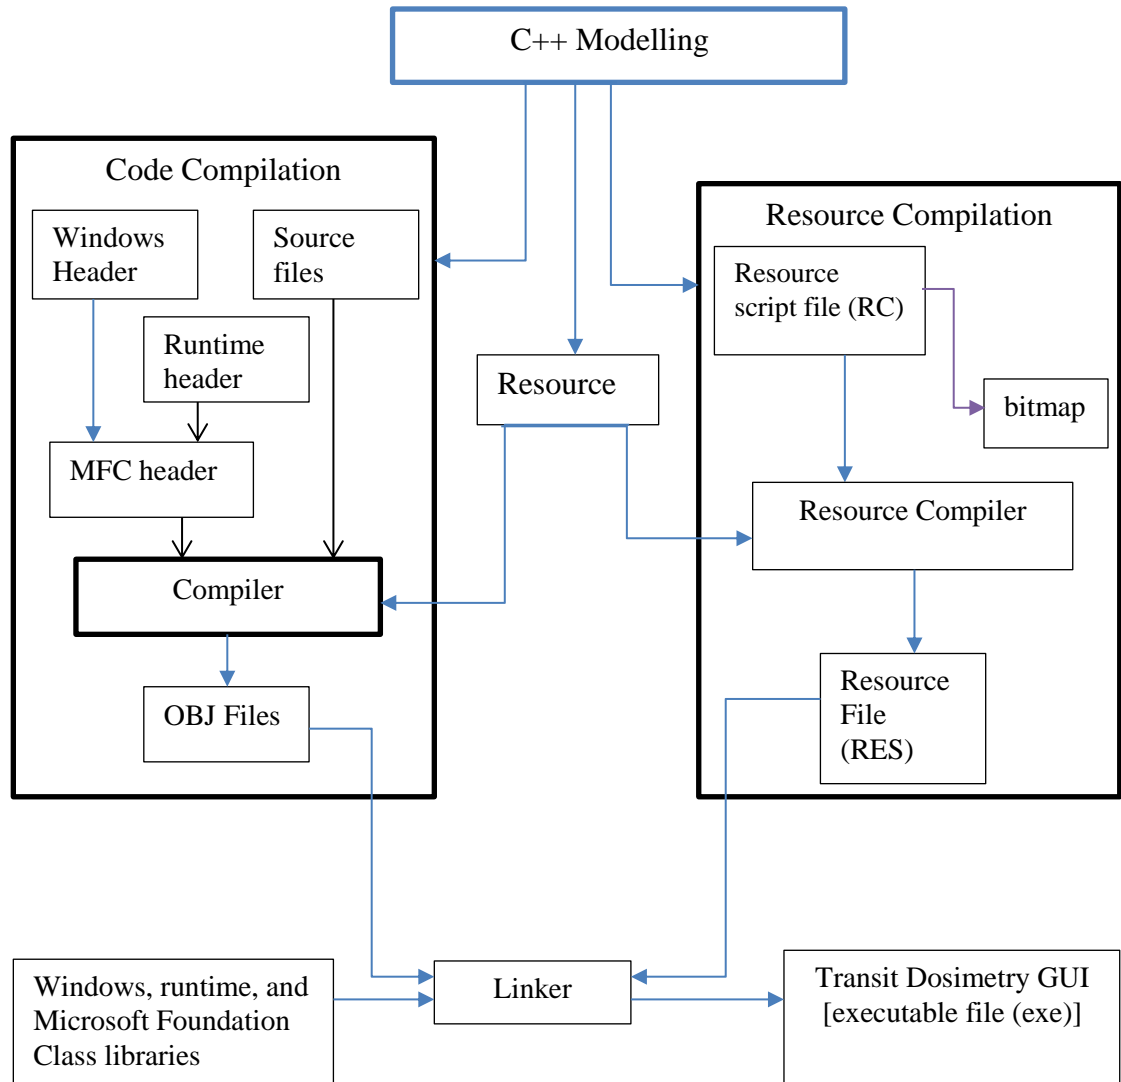 C++ Modelling
Code Compilation
Windows
Header
Source
files
Runtime
header
MFC header
Compiler
OBJ Files
Resource
Resource Compilation
Resource
script file (RC)
bitmap
Resource Compiler
Resource
File
(RES)
Windows, runtime, and
Microsoft Foundation
Class libraries
Linker
Transit Dosimetry GUI
[executable file (exe)]